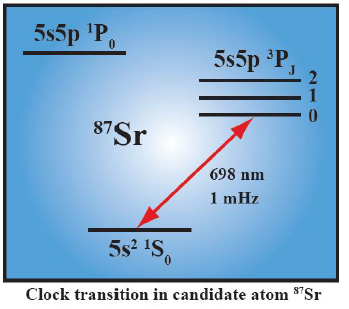 5s5p ¹P₀
5s5p ³P_J
2
1
0
⁸⁷Sr
698 nm
1 mHz
5s² ¹S₀
Clock transition in candidate atom ⁸⁷Sr